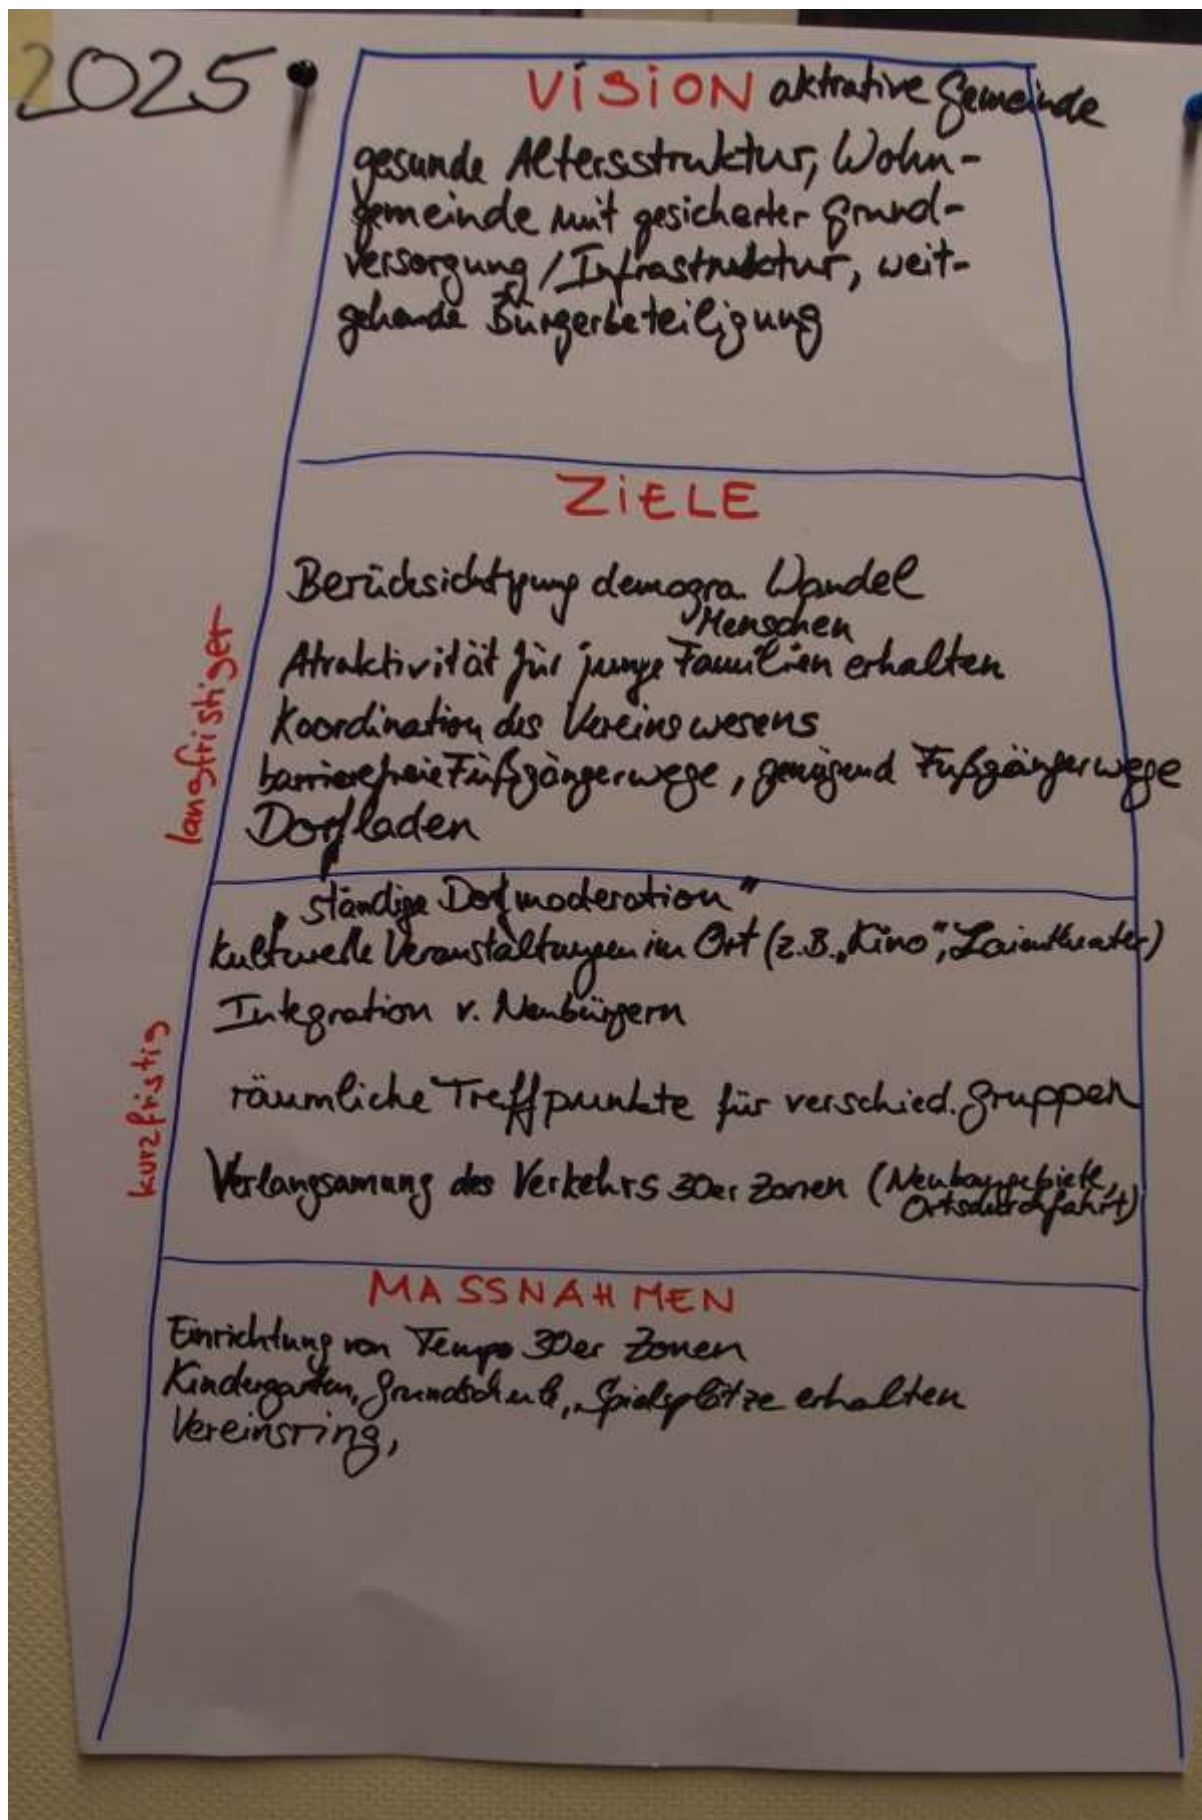 2025
VISION aktrative Gemeinde
gesunde Altersstruktur, Wohn-
gemeinde mit gesicherter Grund-
versorgung / Infrastruktur, weit-
gehende Bürgerbeteiligung
ZIELE
Berücksichtigung demogra. Wandel
Menschen
Atraktivität für junge Familien erhalten
Koordination des Vereinswesens
barrierefreie Fußgängerwege, genügend Fußgängerwege
Dorfladen
langfristiger
„ständige Dorfmoderation"
kulturelle Veranstaltungen im Ort (z.B. „Kino", Laientheater)
Integration v. Neubürgern
räumliche Treffpunkte für verschied. Gruppen
Verlangsamung des Verkehrs 30er Zonen (Neubaugebiete,
Ortsdurchfahrt)
kurzfristig
MASSNAHMEN
Einrichtung von Tempo 30er Zonen
Kindergarten, Grundschule, Spielsplätze erhalten
Vereinsring,